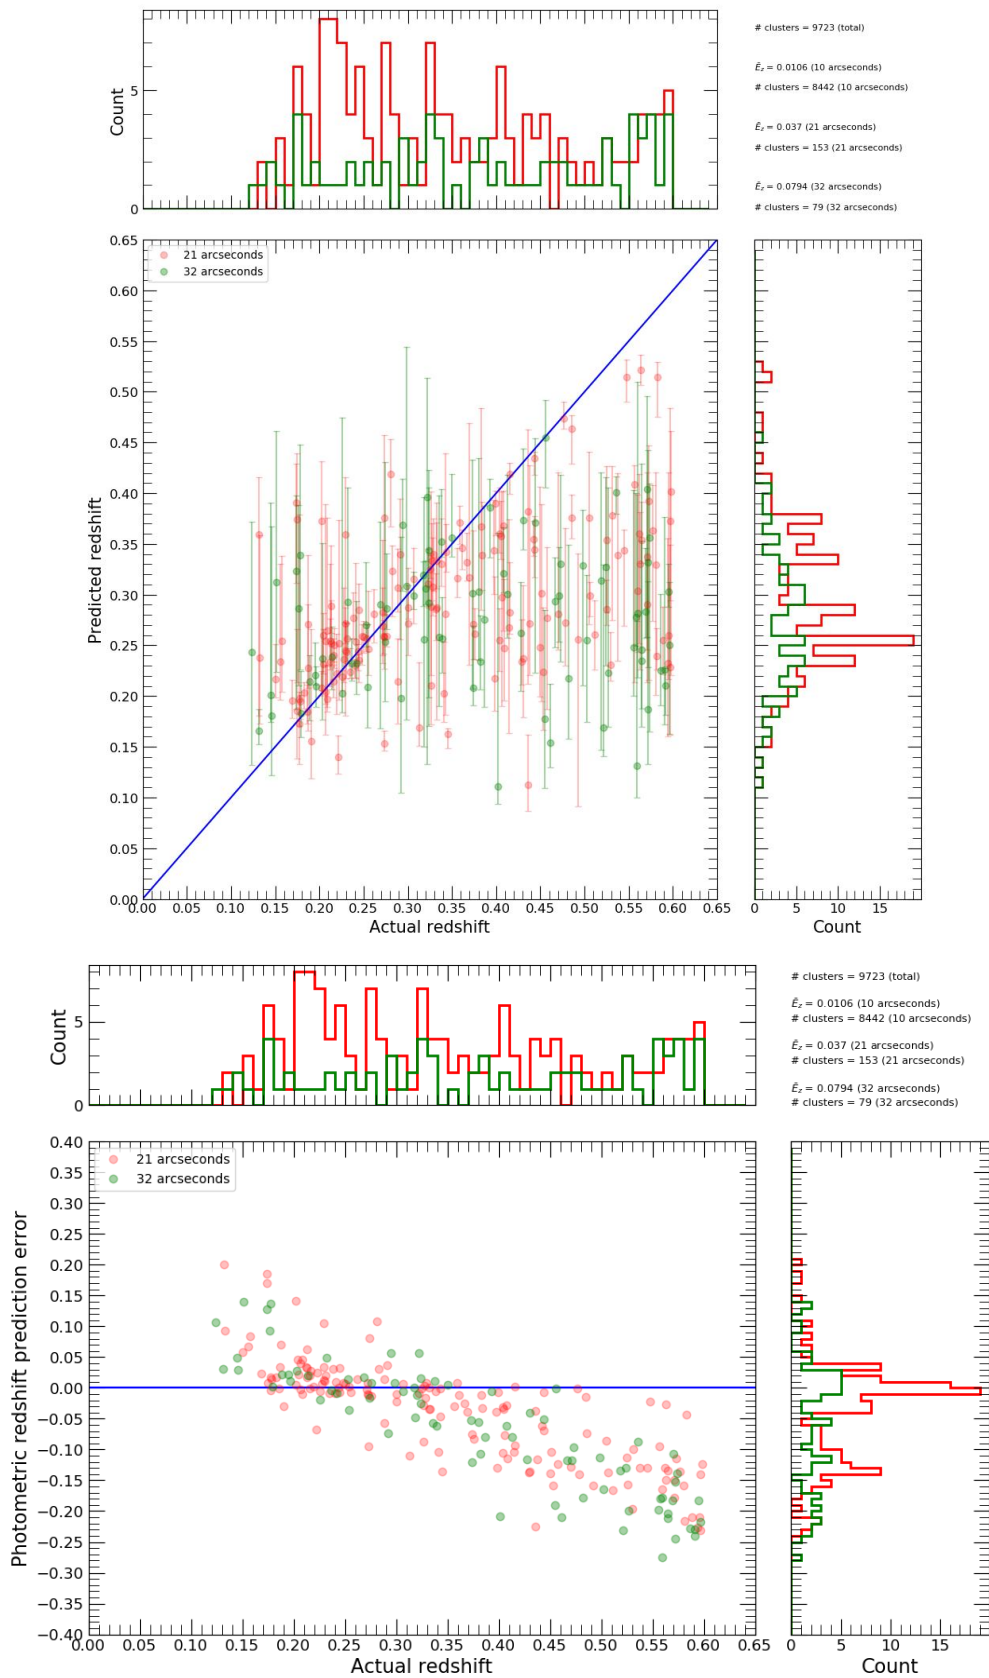 # clusters = 9723 (total)
Ē_z = 0.0106 (10 arcseconds)
# clusters = 8442 (10 arcseconds)
Ē_z = 0.037 (21 arcseconds)
# clusters = 153 (21 arcseconds)
Ē_z = 0.0794 (32 arcseconds)
# clusters = 79 (32 arcseconds)
Count
5
0
21 arcseconds
32 arcseconds
Predicted redshift
0.65
0.60
0.55
0.50
0.45
0.40
0.35
0.30
0.25
0.20
0.15
0.10
0.05
0.00
0.00 0.05 0.10 0.15 0.20 0.25 0.30 0.35 0.40 0.45 0.50 0.55 0.60 0.65
Actual redshift
0 5 10 15
Count
Count
5
0
# clusters = 9723 (total)
Ē_z = 0.0106 (10 arcseconds)
# clusters = 8442 (10 arcseconds)
Ē_z = 0.037 (21 arcseconds)
# clusters = 153 (21 arcseconds)
Ē_z = 0.0794 (32 arcseconds)
# clusters = 79 (32 arcseconds)
21 arcseconds
32 arcseconds
Photometric redshift prediction error
0.40
0.35
0.30
0.25
0.20
0.15
0.10
0.05
0.00
−0.05
−0.10
−0.15
−0.20
−0.25
−0.30
−0.35
−0.40
0.00 0.05 0.10 0.15 0.20 0.25 0.30 0.35 0.40 0.45 0.50 0.55 0.60 0.65
Actual redshift
0 5 10 15
Count